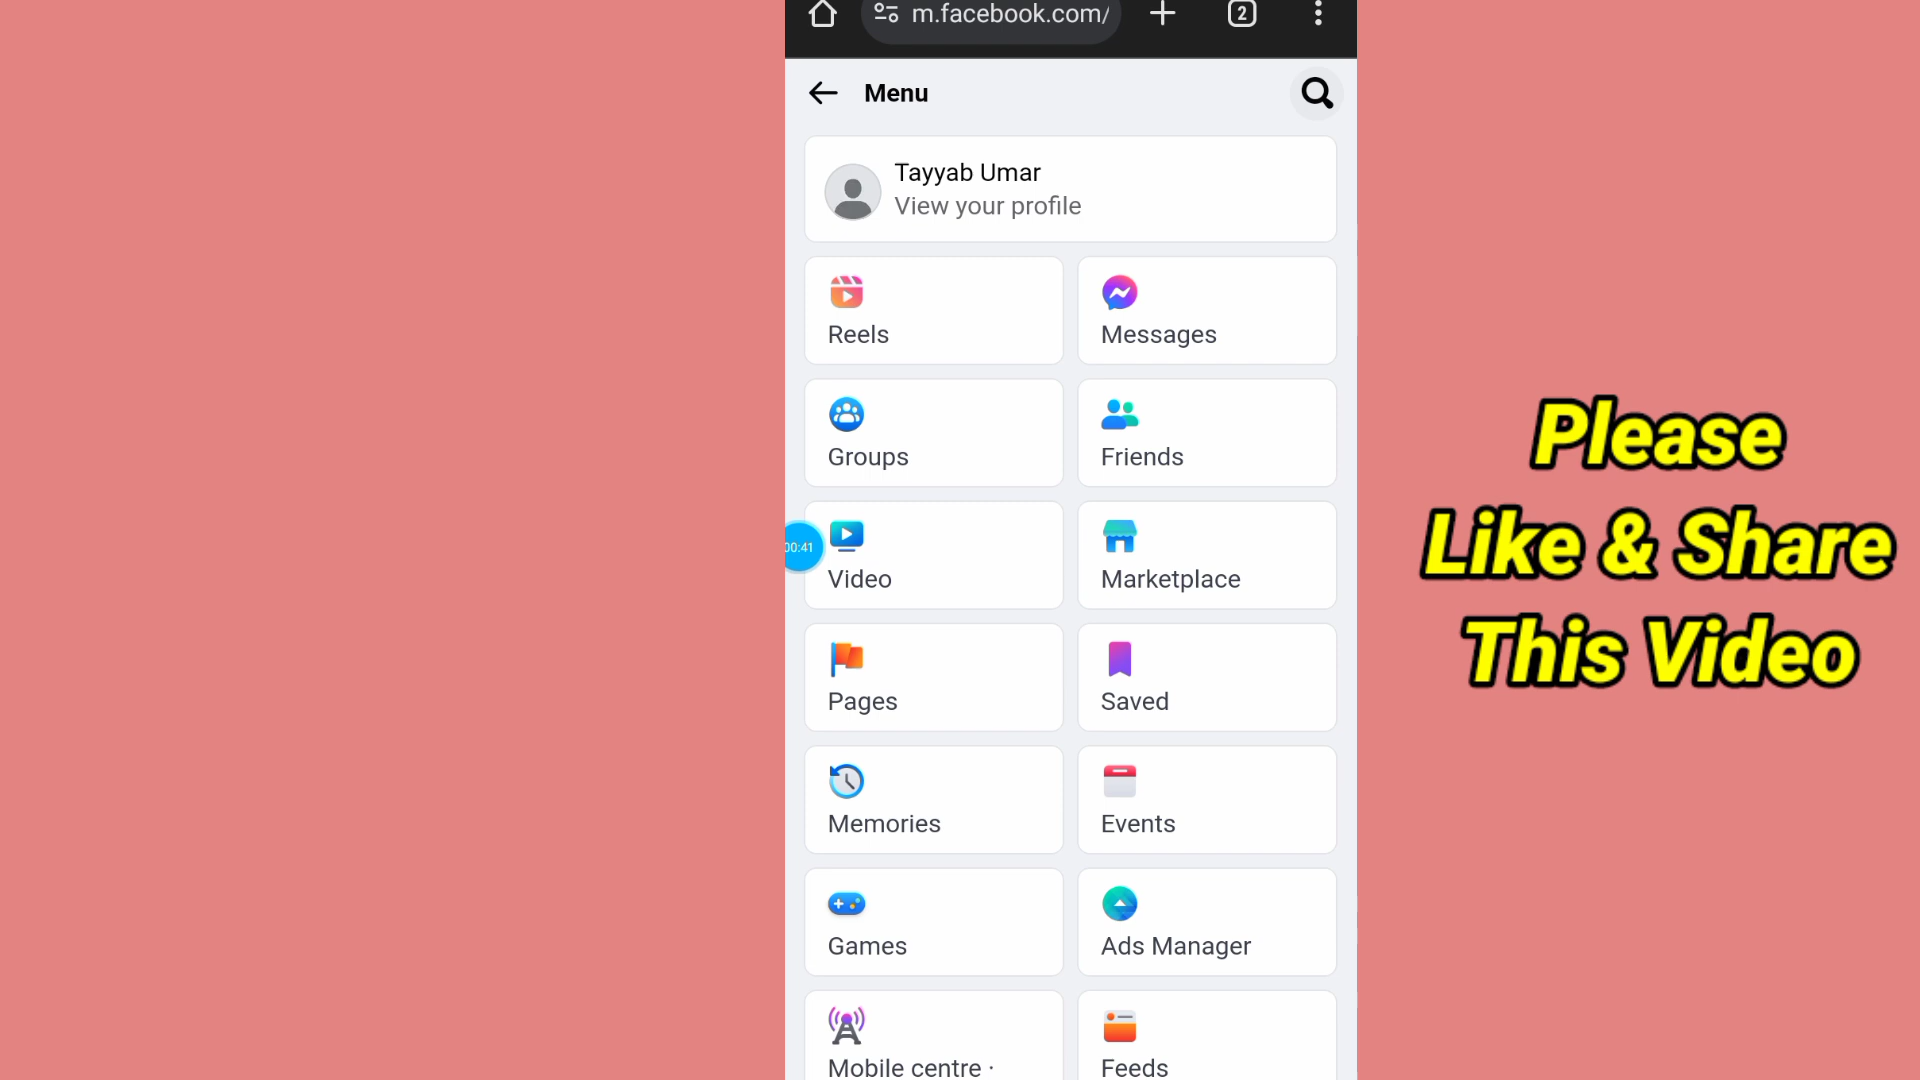 m.facebook.com/
2
Menu
Tayyab Umar
View your profile
Reels
Messages
Groups
Friends
00:41
Video
Marketplace
Pages
Saved
Memories
Events
Games
Ads Manager
Mobile centre ·
Feeds
Please
Like & Share
This Video